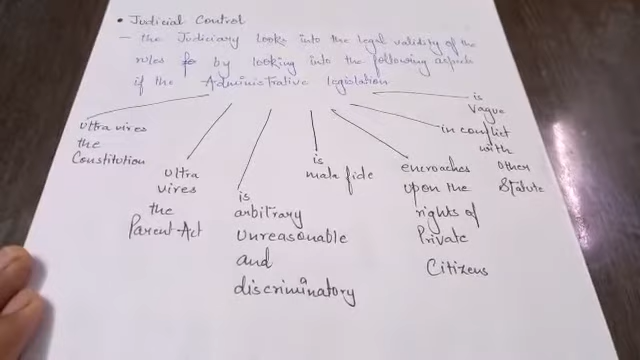 • Judicial Control
– the Judiciary looks into the legal validity of the
rules by looking into the following aspects
if the Administrative legislation
Ultra vires
the
Constitution
Ultra
vires
the
Parent-Act
is
arbitrary
Unreasonable
and
discriminatory
is
mala fide
encroaches
upon the
rights of
Private
Citizens
in conflict
with
other
Statute
is
Vague